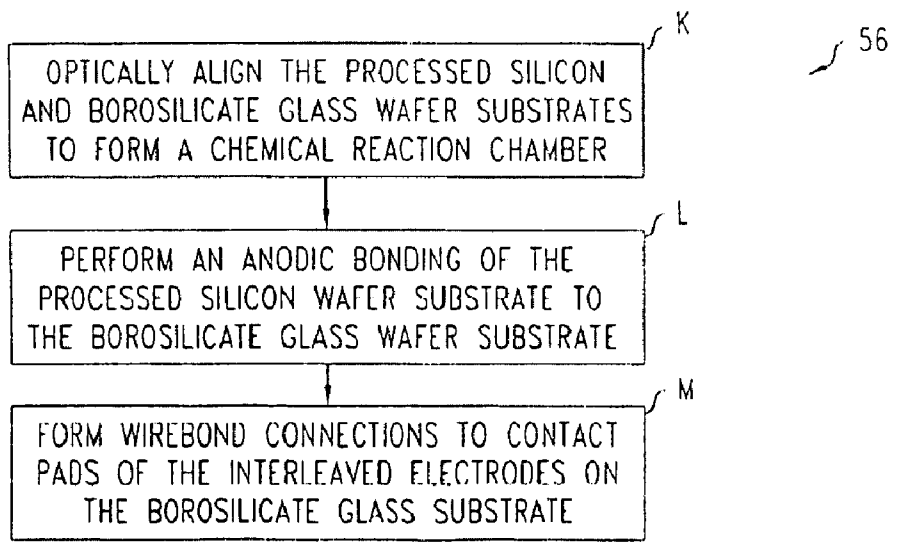 K
56
OPTICALLY ALIGN THE PROCESSED SILICON
AND BOROSILICATE GLASS WAFER SUBSTRATES
TO FORM A CHEMICAL REACTION CHAMBER
L
PERFORM AN ANODIC BONDING OF THE
PROCESSED SILICON WAFER SUBSTRATE TO
THE BOROSILICATE GLASS WAFER SUBSTRATE
M
FORM WIREBOND CONNECTIONS TO CONTACT
PADS OF THE INTERLEAVED ELECTRODES ON
THE BOROSILICATE GLASS SUBSTRATE